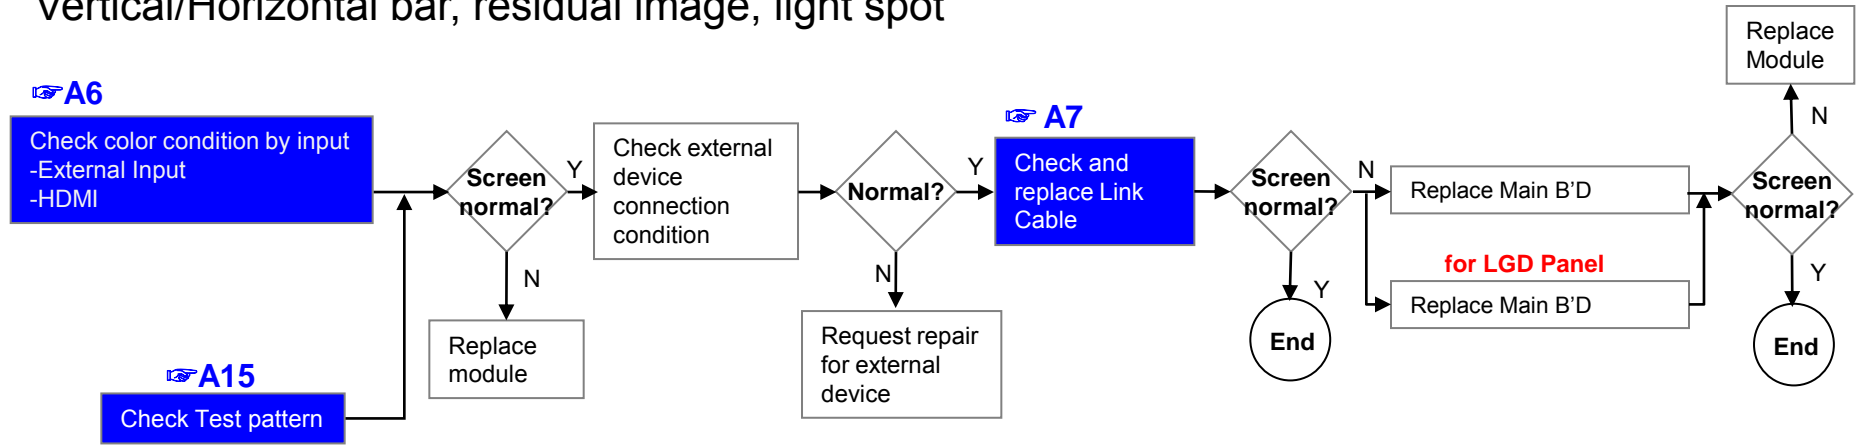 Vertical/Horizontal bar, residual image, light spot
☞A6
Check color condition by input
-External Input
-HDMI
☞A15
Check Test pattern
Screen
normal?
Y
N
Replace
module
Check external
device
connection
condition
Normal?
Y
N
Request repair
for external
device
☞ A7
Check and
replace Link
Cable
Screen
normal?
N
Y
End
Replace Main B’D
for LGD Panel
Replace Main B’D
Screen
normal?
N
Replace
Module
Y
End